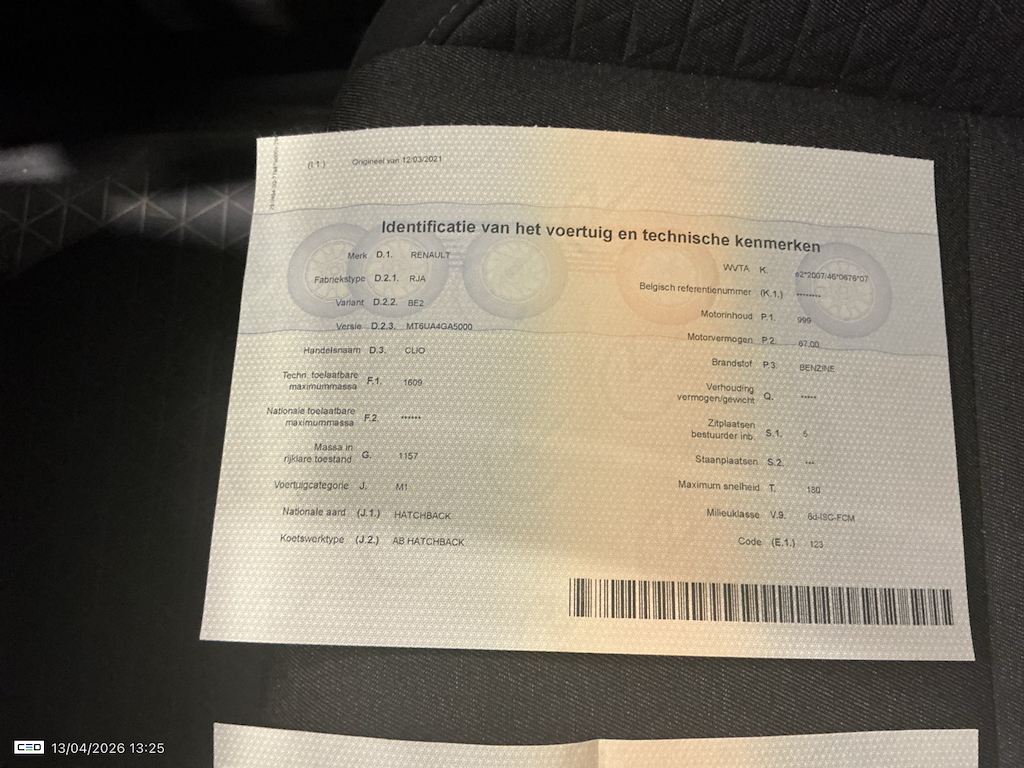 (I.1.) Origineel van 12/03/2021
Identificatie van het voertuig en technische kenmerken
Merk D.1. RENAULT
Fabriekstype D.2.1. RJA
Variant D.2.2. BE2
Versie D.2.3. MT6UA4GA5000
Handelsnaam D.3. CLIO
Techn. toelaatbare
maximummassa F.1. 1609
Nationale toelaatbare
maximummassa F.2. ******
Massa in
rijklare toestand G. 1157
Voertuigcategorie J. M1
Nationale aard (J.1.) HATCHBACK
Koetswerktype (J.2.) AB HATCHBACK
WVTA K. e2*2007/46*0676*07
Belgisch referentienummer (K.1.) ********
Motorinhoud P.1. 999
Motorvermogen P.2. 67.00
Brandstof P.3. BENZINE
Verhouding
vermogen/gewicht Q. *****
Zitplaatsen
bestuurder inb. S.1. 5
Staanplaatsen S.2. ***
Maximum snelheid T. 180
Milieuklasse V.9. 6d-ISC-FCM
Code (E.1.) 123
CEO 13/04/2026 13:25